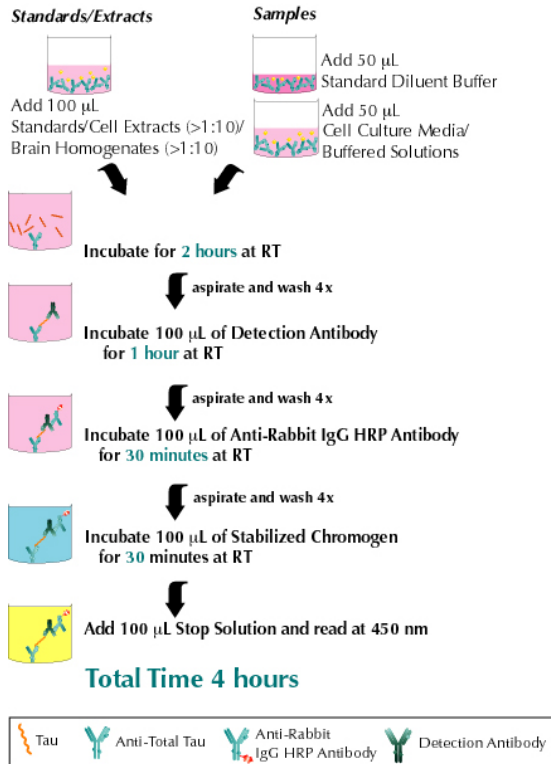 Standards/Extracts
Samples
Add 50 μL
Standard Diluent Buffer
Add 100 μL
Standards/Cell Extracts (>1:10)/
Brain Homogenates (>1:10)
Add 50 μL
Cell Culture Media/
Buffered Solutions
Incubate for 2 hours at RT
aspirate and wash 4x
Incubate 100 μL of Detection Antibody
for 1 hour at RT
aspirate and wash 4x
Incubate 100 μL of Anti-Rabbit IgG HRP Antibody
for 30 minutes at RT
aspirate and wash 4x
Incubate 100 μL of Stabilized Chromogen
for 30 minutes at RT
Add 100 μL Stop Solution and read at 450 nm
Total Time 4 hours
Tau
Anti-Total Tau
Anti-Rabbit
IgG HRP Antibody
Detection Antibody